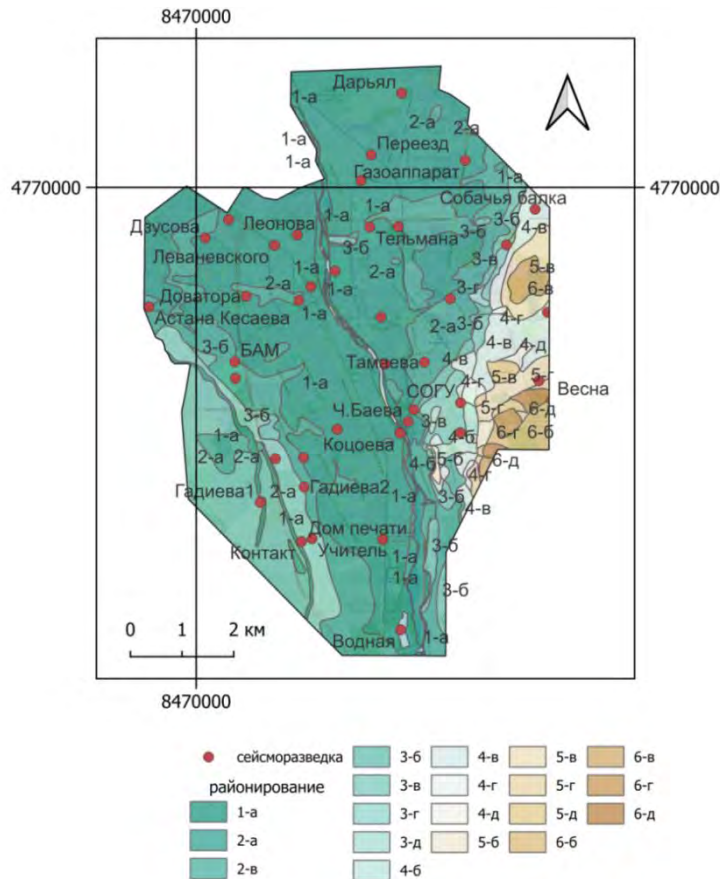 8470000
Дарьял
1-а
2-а
2-а
1-а
Переезд
1-а
Газоаппарат
1-а
4770000
4770000
Собачья балка
1-а
1-а
3-б
4-в
Дзусова
Леонова
Тельмана
3-б
3-б
Леваневского
3-в
5-в
1-а
2-а
2-а
1-а
6-в
Доватора
3-г
1-а
4-г
Астана Кесаева
2-а
3-б
4-в
4-д
3-б
БАМ
Тамаева
4-в
5-в
5-г
4-г
Весна
1-а
СОГУ
5-г
6-д
Ч.Баева
3-в
3-б
4-б
6-г
6-б
1-а
Коцоева
2-а
2-а
4-б
5-б
6-д
4-г
Гадиева1
2-а
Гадиева2
1-а
3-б
4-в
1-а
Дом печати
3-б
Контакт
Учитель
1-а
1-а
3-б
0 1 2 км
Водная
1-а
8470000
сейсморазведка
районирование
1-а
2-а
2-в
3-б
3-в
3-г
3-д
4-б
4-в
4-г
4-д
5-б
5-в
5-г
5-д
6-б
6-в
6-г
6-д